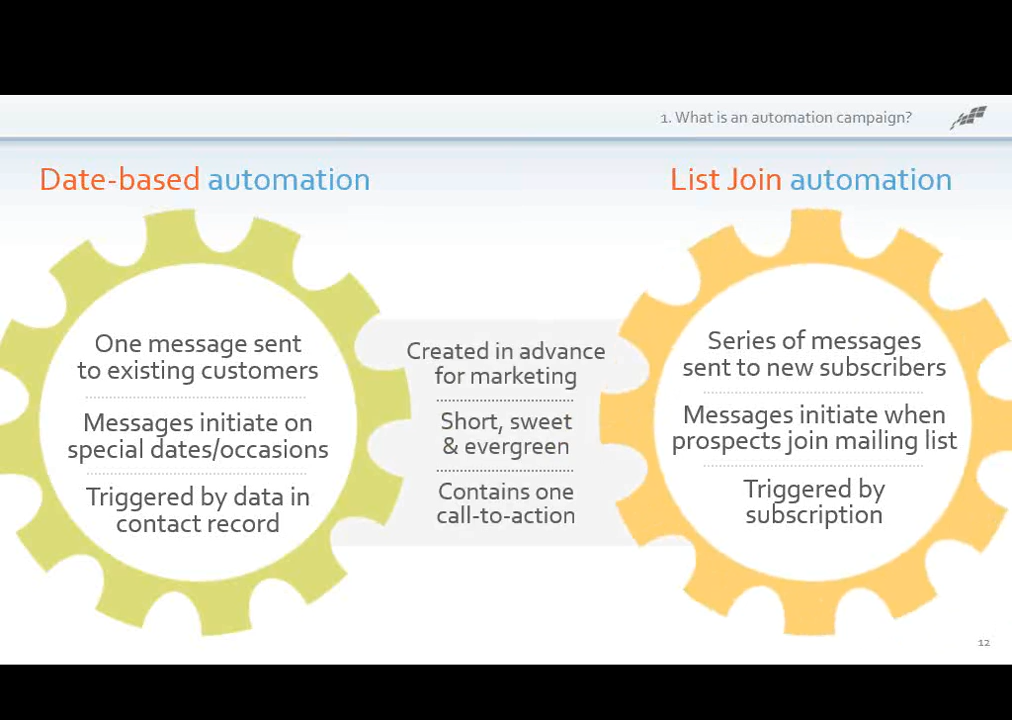 1. What is an automation campaign?
Date-based automation
List Join automation
One message sent
to existing customers
Messages initiate on
special dates/occasions
Triggered by data in
contact record
Created in advance
for marketing
Short, sweet
& evergreen
Contains one
call-to-action
Series of messages
sent to new subscribers
Messages initiate when
prospects join mailing list
Triggered by
subscription
12